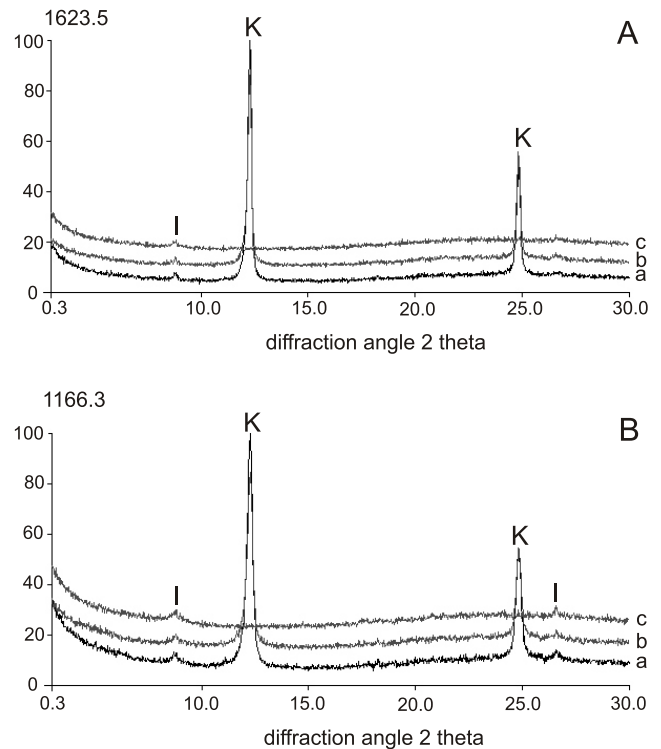 1623.5
A
100
K
80
60
K
40
I
20
c
b
a
0
0.3 10.0 15.0 20.0 25.0 30.0
diffraction angle 2 theta
1166.3
B
100
K
80
60
K
40
I I
20
c
b
a
0
0.3 10.0 15.0 20.0 25.0 30.0
diffraction angle 2 theta